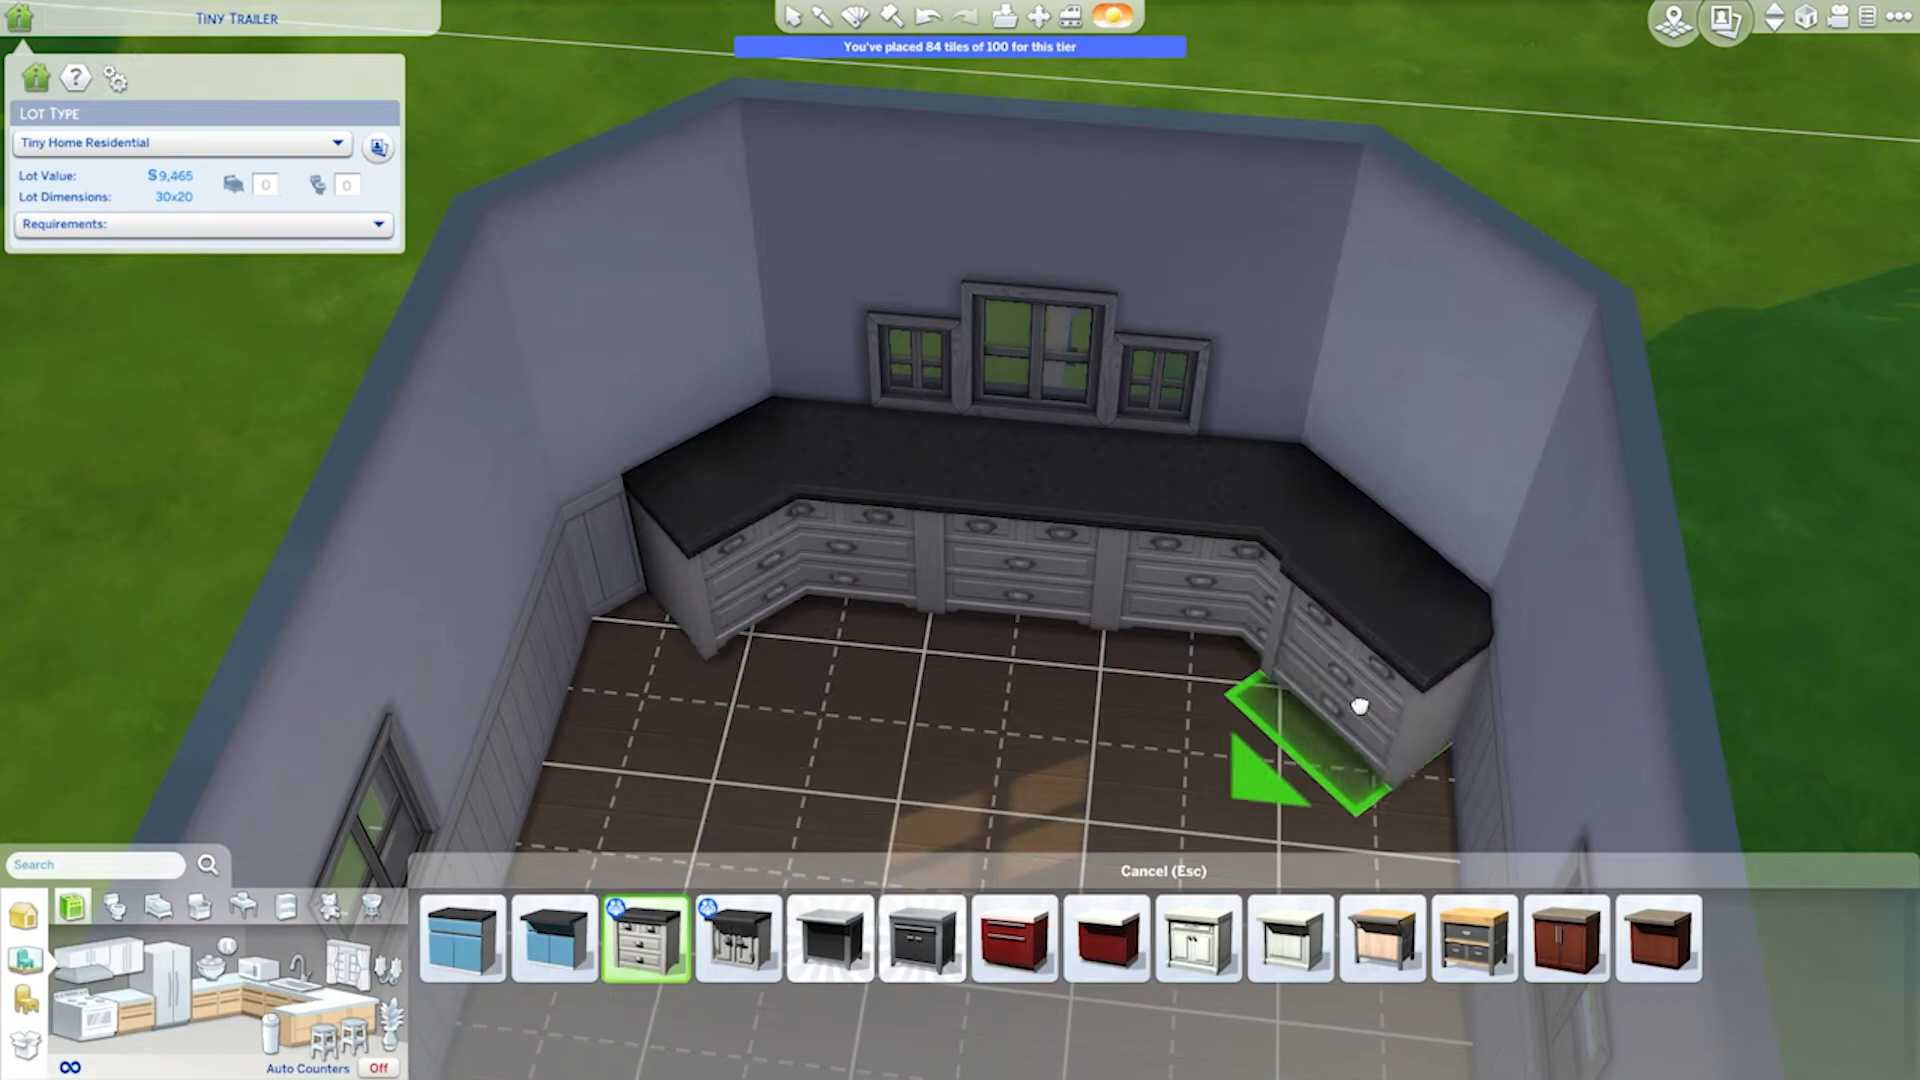 TINY TRAILER
You've placed 84 tiles of 100 for this tier
?
LOT TYPE
Tiny Home Residential
Lot Value: §9,465
0
0
Lot Dimensions: 30x20
Requirements:
Search
Cancel (Esc)
Auto Counters Off